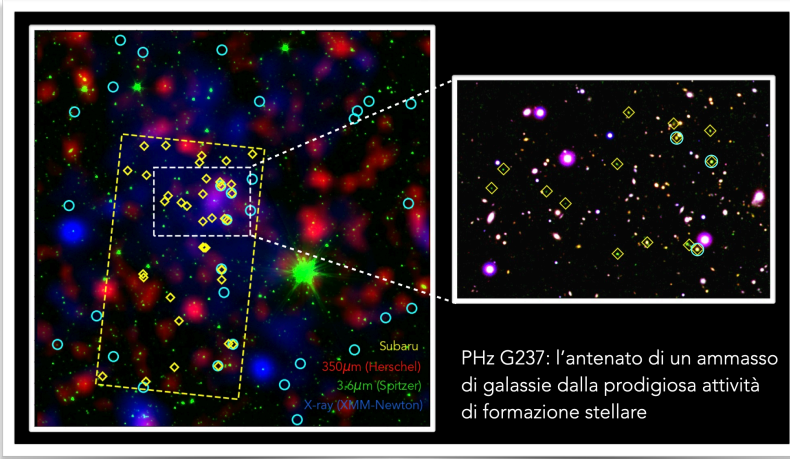 Subaru
350μm (Herschel)
3.6μm (Spitzer)
X-ray (XMM-Newton)
PHz G237: l’antenato di un ammasso
di galassie dalla prodigiosa attività
di formazione stellare